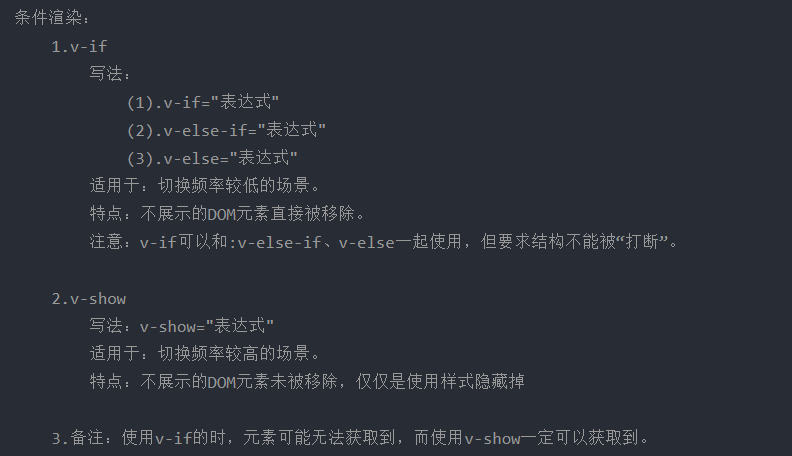 条件渲染：
1.v-if
写法：
(1).v-if="表达式"
(2).v-else-if="表达式"
(3).v-else="表达式"
适用于：切换频率较低的场景。
特点：不展示的DOM元素直接被移除。
注意：v-if可以和:v-else-if、v-else一起使用，但要求结构不能被“打断”。
2.v-show
写法：v-show="表达式"
适用于：切换频率较高的场景。
特点：不展示的DOM元素未被移除，仅仅是使用样式隐藏掉
3.备注：使用v-if的时，元素可能无法获取到，而使用v-show一定可以获取到。